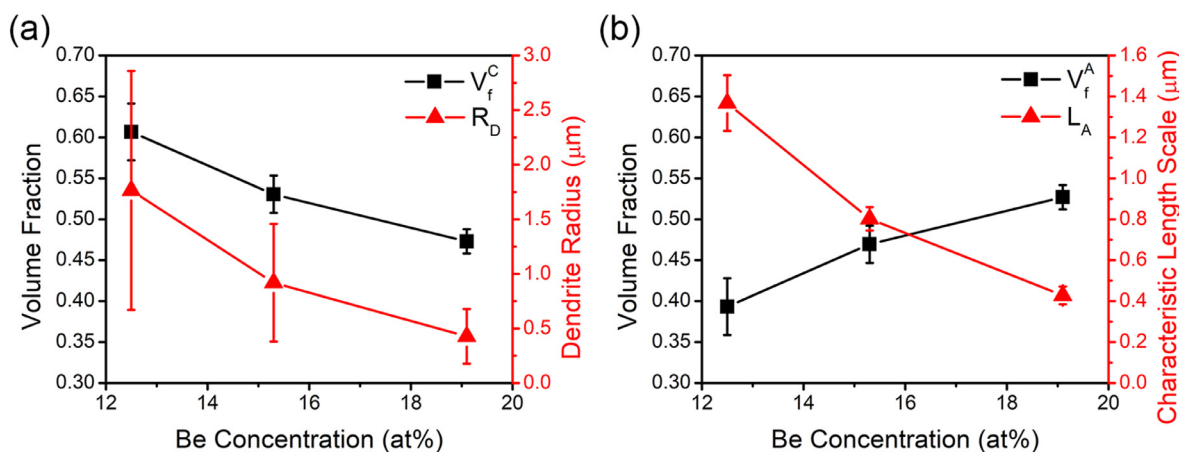 (a)
0.70
0.65
0.60
0.55
0.50
0.45
0.40
0.35
0.30
Volume Fraction
V_f^C
R_D
3.0
2.5
2.0
1.5
1.0
0.5
0.0
Dendrite Radius (μm)
12 14 16 18 20
Be Concentration (at%)
(b)
0.70
0.65
0.60
0.55
0.50
0.45
0.40
0.35
0.30
Volume Fraction
V_f^A
L_A
1.6
1.4
1.2
1.0
0.8
0.6
0.4
0.2
0.0
Characteristic Length Scale (μm)
12 14 16 18 20
Be Concentration (at%)